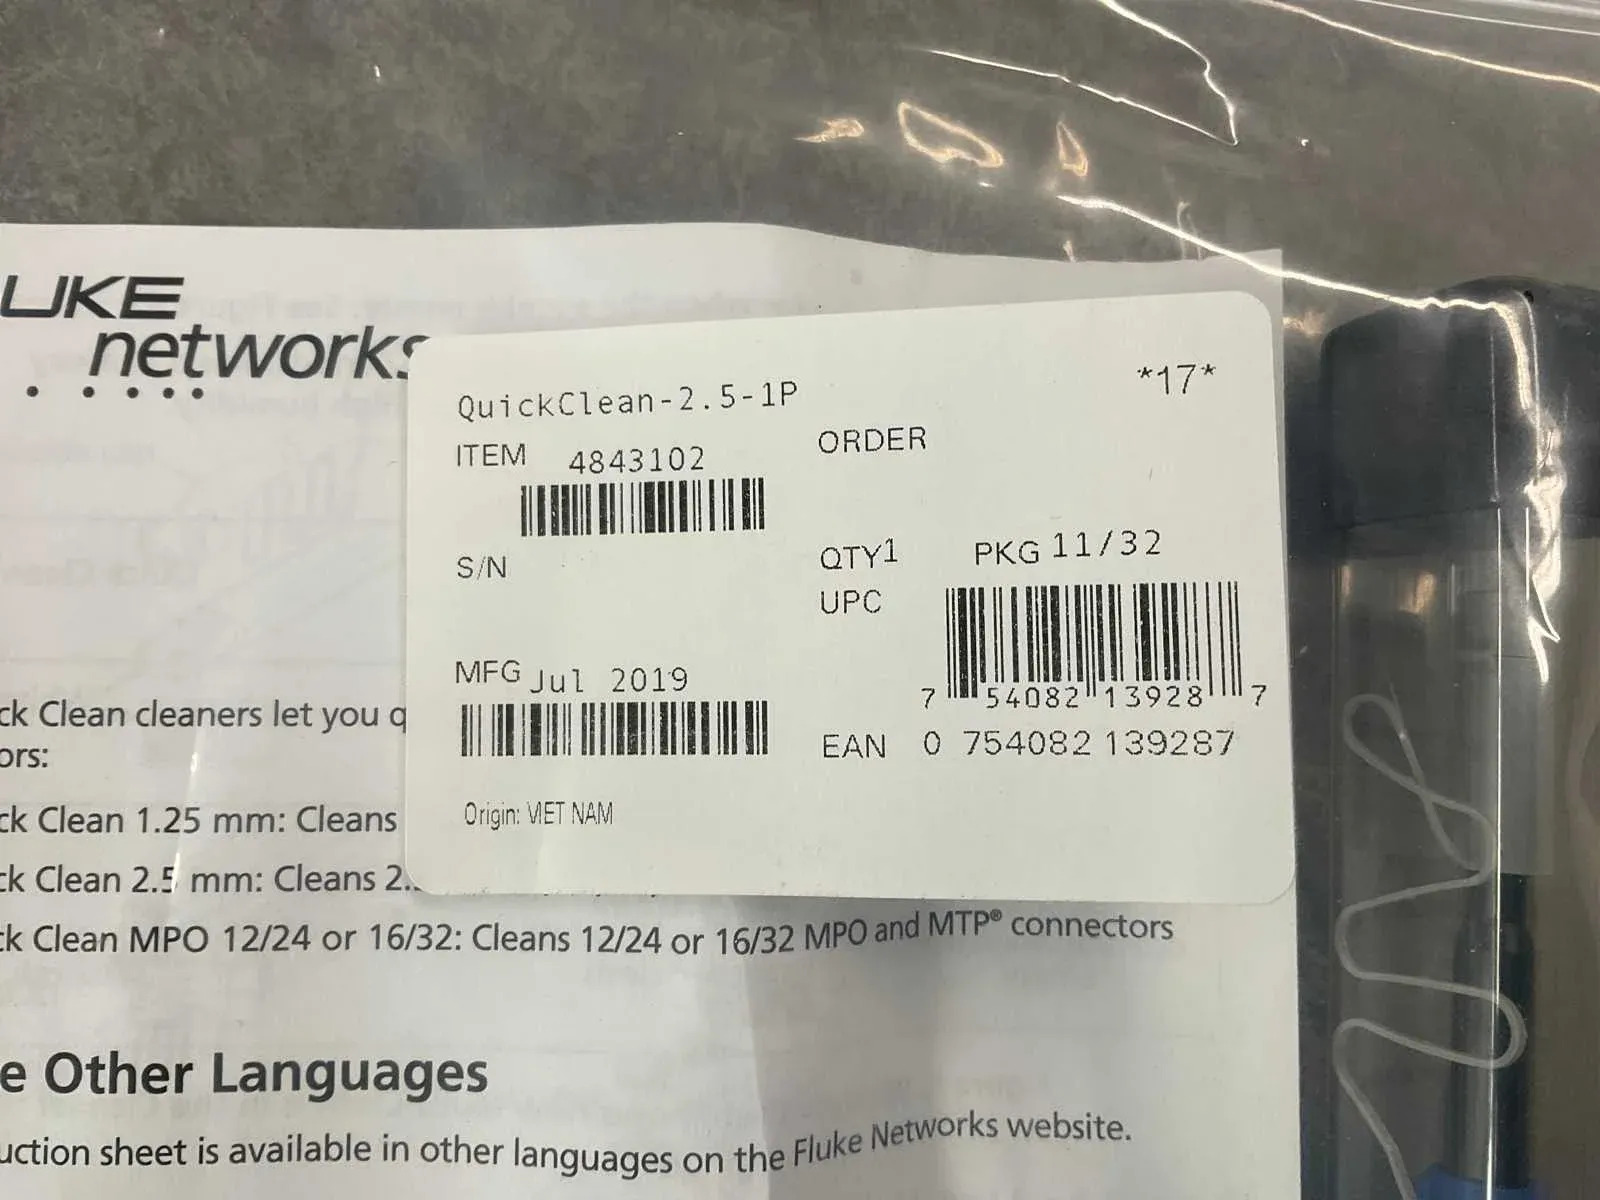 UKE
networks
QuickClean-2.5-1P
*17*
ITEM 4843102
ORDER
S/N
QTY1 PKG 11/32
UPC
7 54082 13928 7
MFG Jul 2019
EAN 0 754082 139287
Origin: VIET NAM
ck Clean cleaners let you q
ors:
ck Clean 1.25 mm: Cleans
ck Clean 2.5 mm: Cleans 2.
ck Clean MPO 12/24 or 16/32: Cleans 12/24 or 16/32 MPO and MTP® connectors
e Other Languages
uction sheet is available in other languages on the Fluke Networks website.